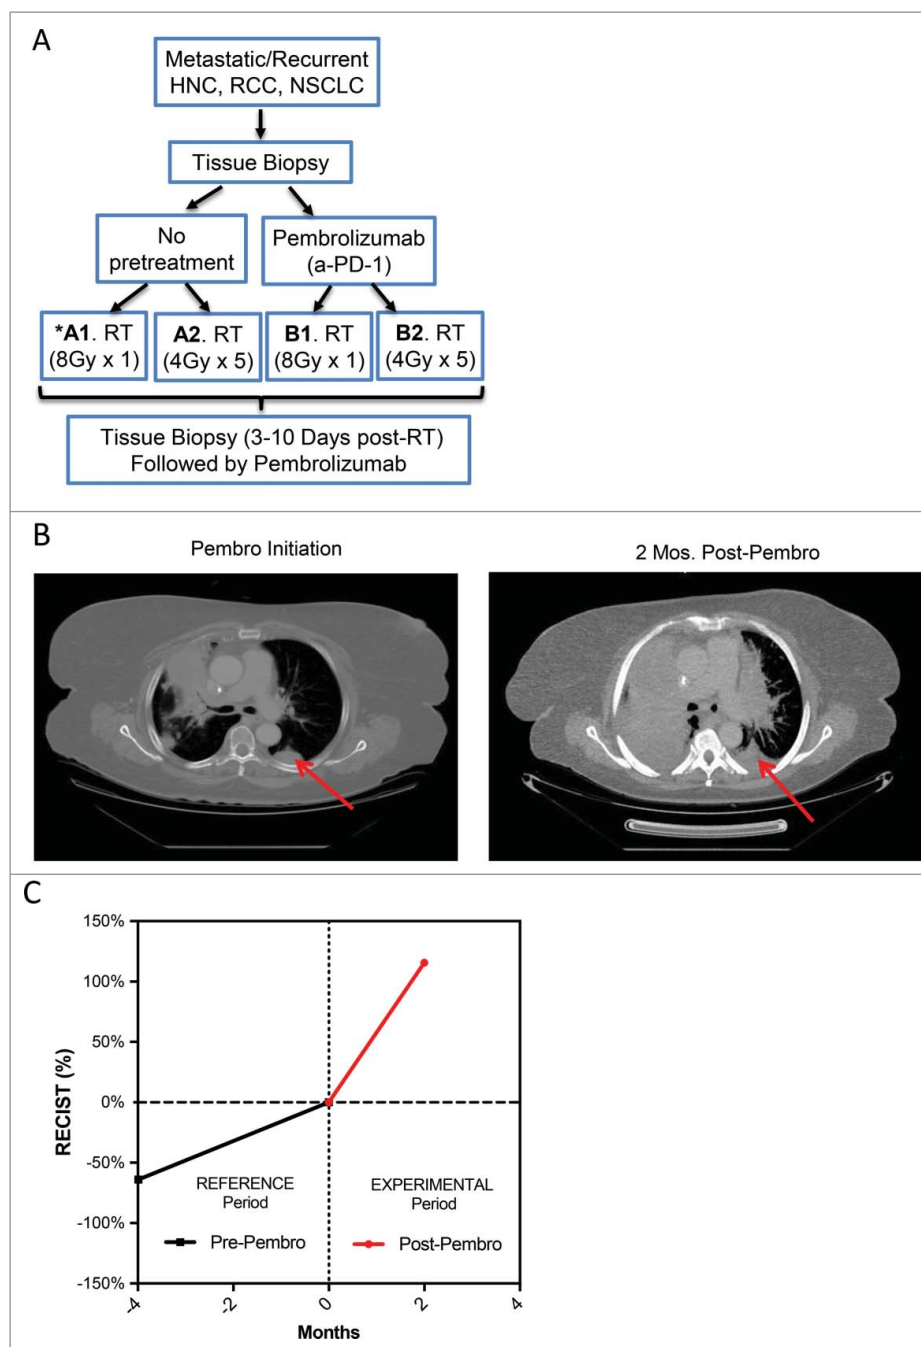 A
Metastatic/Recurrent
HNC, RCC, NSCLC
Tissue Biopsy
No
pretreatment
Pembrolizumab
(a-PD-1)
*A1. RT
(8Gy x 1)
A2. RT
(4Gy x 5)
B1. RT
(8Gy x 1)
B2. RT
(4Gy x 5)
Tissue Biopsy (3-10 Days post-RT)
Followed by Pembrolizumab
B
Pembro Initiation
2 Mos. Post-Pembro
C
150%
100%
50%
0%
-50%
-100%
-150%
RECIST (%)
REFERENCE
Period
EXPERIMENTAL
Period
Pre-Pembro
Post-Pembro
-4
-2
0
2
4
Months